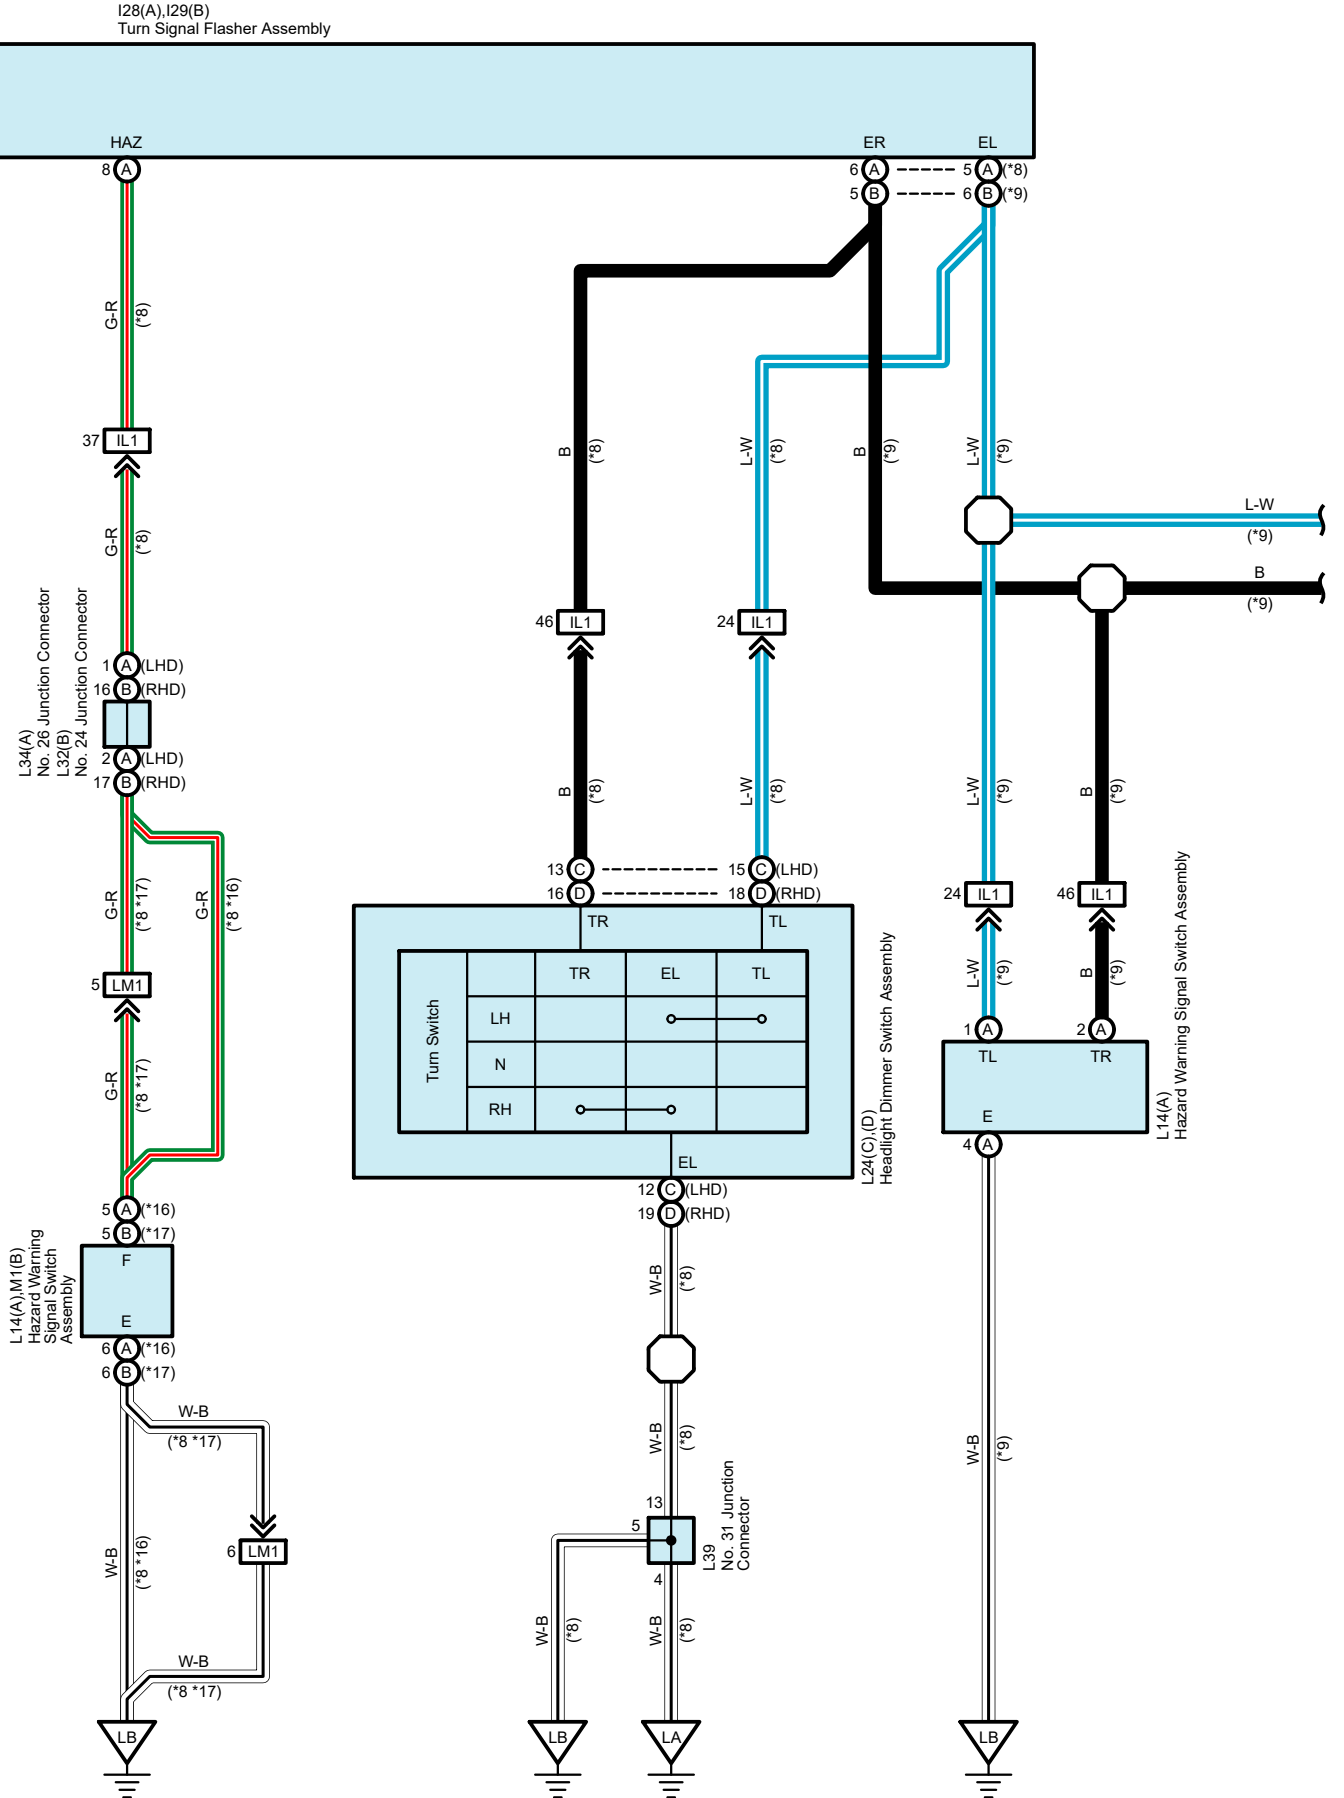 I28(A),I29(B)
Turn Signal Flasher Assembly
HAZ
ER
EL
8 A
6 A
5 A (*8)
5 B
6 B (*9)
G-R
(*8)
37 IL1
B
(*8)
L-W
(*8)
B
(*9)
L-W
(*9)
L-W
(*9)
G-R
(*8)
B
(*9)
46 IL1
24 IL1
L34(A)
No. 26 Junction Connector
L32(B)
No. 24 Junction Connector
1 A (LHD)
16 B (RHD)
2 A (LHD)
17 B (RHD)
B
(*8)
L-W
(*8)
L-W
(*9)
B
(*9)
13 C
15 C (LHD)
16 D
18 D (RHD)
G-R
(*8 *17)
G-R
(*8 *16)
24 IL1
46 IL1
TR
TL
TR
EL
TL
Turn Switch
LH
N
RH
EL
L24(C),(D)
Headlight Dimmer Switch Assembly
L-W
(*9)
B
(*9)
5 LM1
1 A
2 A
TL
TR
E
4 A
L14(A)
Hazard Warning Signal Switch Assembly
G-R
(*8 *17)
12 C (LHD)
19 D (RHD)
5 A (*16)
5 B (*17)
L14(A),M1(B)
Hazard Warning
Signal Switch
Assembly
F
E
6 A (*16)
6 B (*17)
W-B
(*8)
W-B
(*8 *17)
W-B
(*8)
W-B
(*9)
13
5
4
L39
No. 31 Junction
Connector
W-B
(*8 *16)
6 LM1
W-B
(*8)
W-B
(*8)
W-B
(*8 *17)
LB
LB
LA
LB